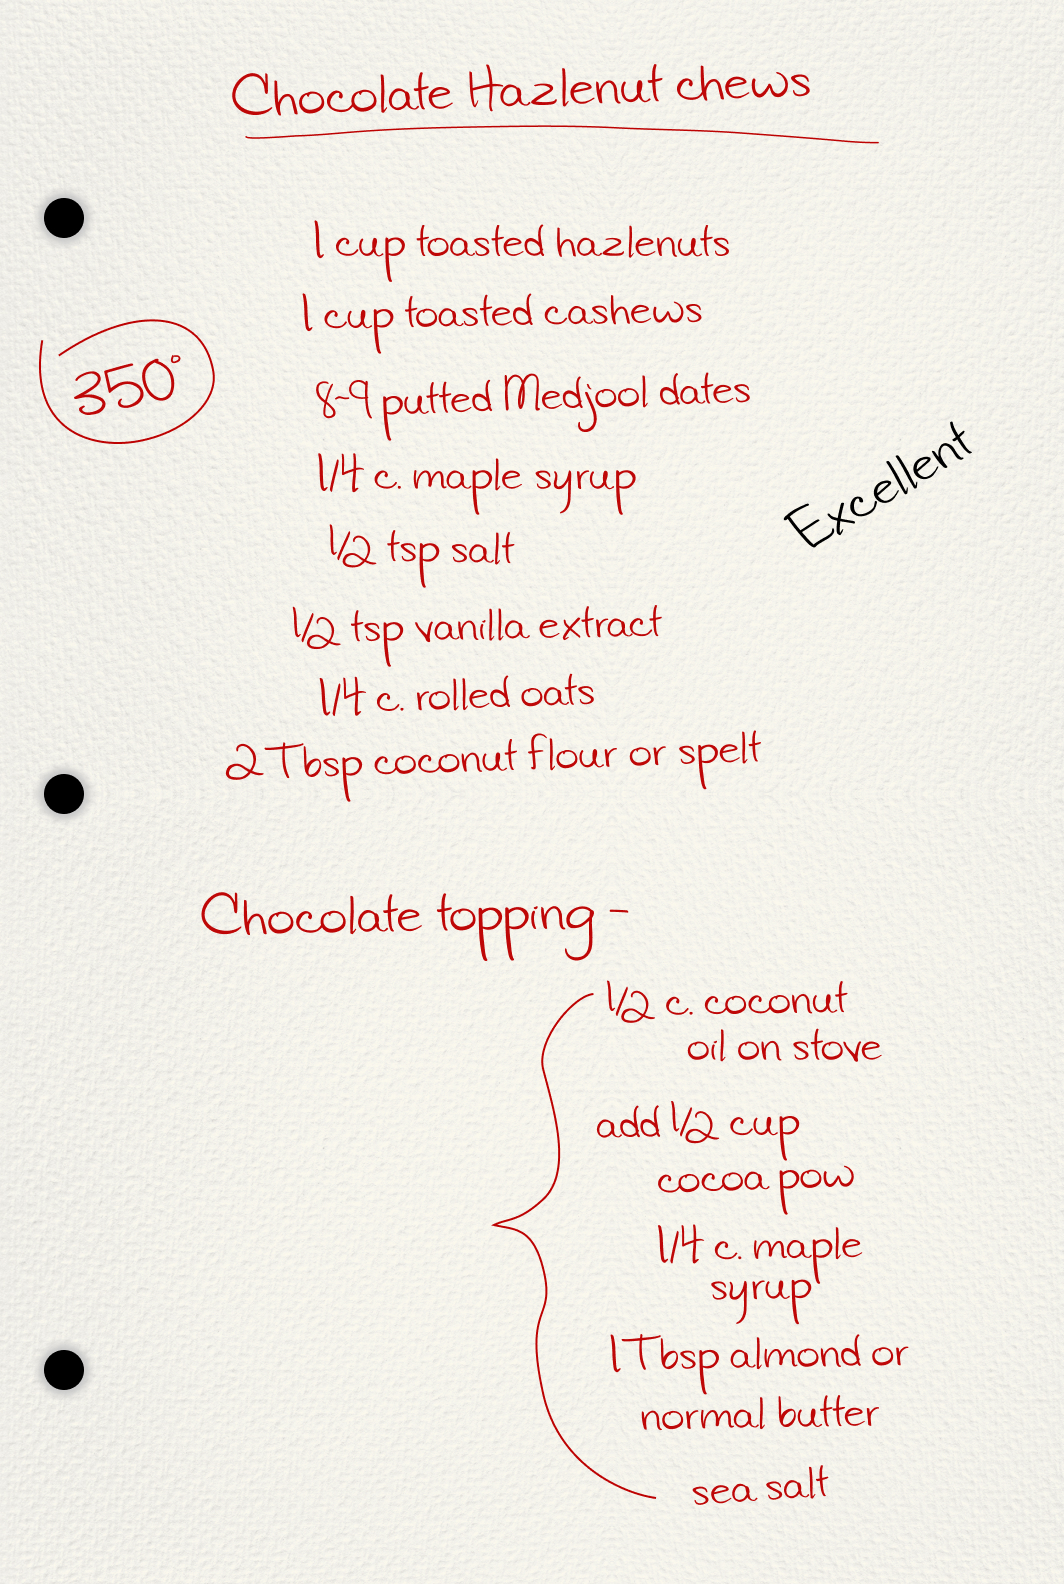 Chocolate Hazlenut chews
1 cup toasted hazlenuts
1 cup toasted cashews
350°
8-9 putted Medjool dates
1/4 c. maple syrup
Excellent
1/2 tsp salt
1/2 tsp vanilla extract
1/4 c. rolled oats
2 Tbsp coconut flour or spelt
Chocolate topping -
1/2 c. coconut
oil on stove
add 1/2 cup
cocoa pow
1/4 c. maple
syrup
1 Tbsp almond or
normal butter
sea salt